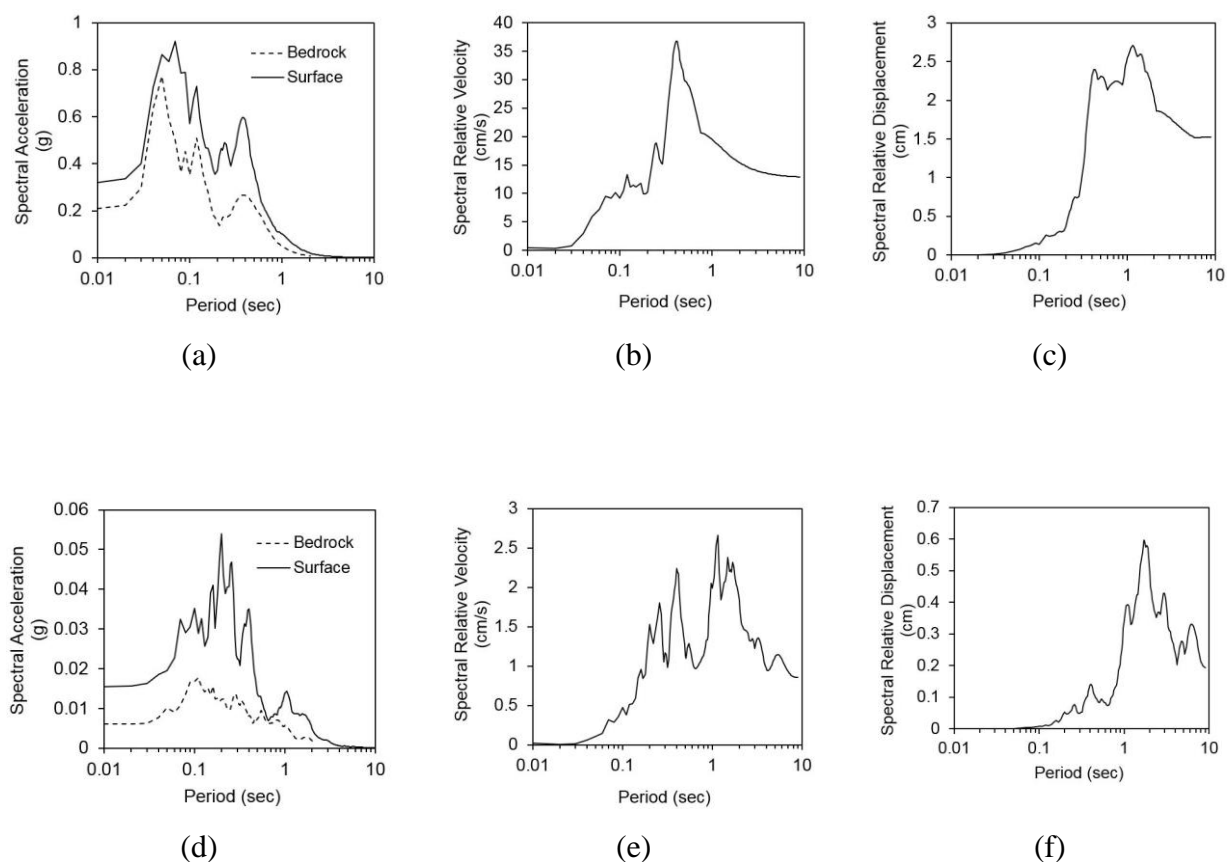 1
0.8
0.6
0.4
0.2
0
Spectral Acceleration
(g)
Bedrock
Surface
0.01 0.1 1 10
Period (sec)
(a)
40
35
30
25
20
15
10
5
0
Spectral Relative Velocity
(cm/s)
0.01 0.1 1 10
Period (sec)
(b)
3
2.5
2
1.5
1
0.5
0
Spectral Relative Displacement
(cm)
0.01 0.1 1 10
Period (sec)
(c)
0.06
0.05
0.04
0.03
0.02
0.01
0
Spectral Acceleration
(g)
Bedrock
Surface
0.01 0.1 1 10
Period (sec)
(d)
3
2.5
2
1.5
1
0.5
0
Spectral Relative Velocity
(cm/s)
0.01 0.1 1 10
Period (sec)
(e)
0.7
0.6
0.5
0.4
0.3
0.2
0.1
0
Spectral Relative Displacement
(cm)
0.01 0.1 1 10
Period (sec)
(f)